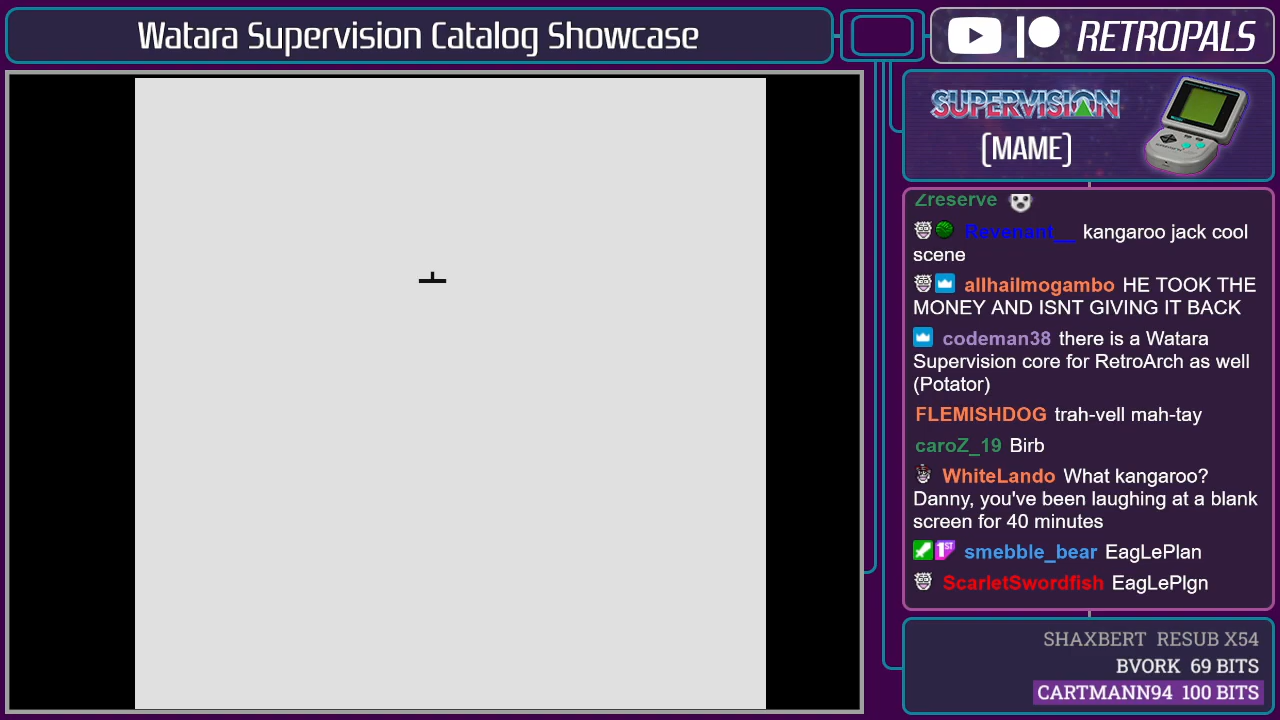 Watara Supervision Catalog Showcase
RETROPALS
SUPERVISION
[MAME]
Zreserve
Revenant__ kangaroo jack cool
scene
allhailmogambo HE TOOK THE
MONEY AND ISNT GIVING IT BACK
codeman38 there is a Watara
Supervision core for RetroArch as well
(Potator)
FLEMISHDOG trah-vell mah-tay
caroZ_19 Birb
WhiteLando What kangaroo?
Danny, you've been laughing at a blank
screen for 40 minutes
1ST smebble_bear EagLePlan
ScarletSwordfish EagLePlgn
SHAXBERT RESUB X54
BVORK 69 BITS
CARTMANN94 100 BITS